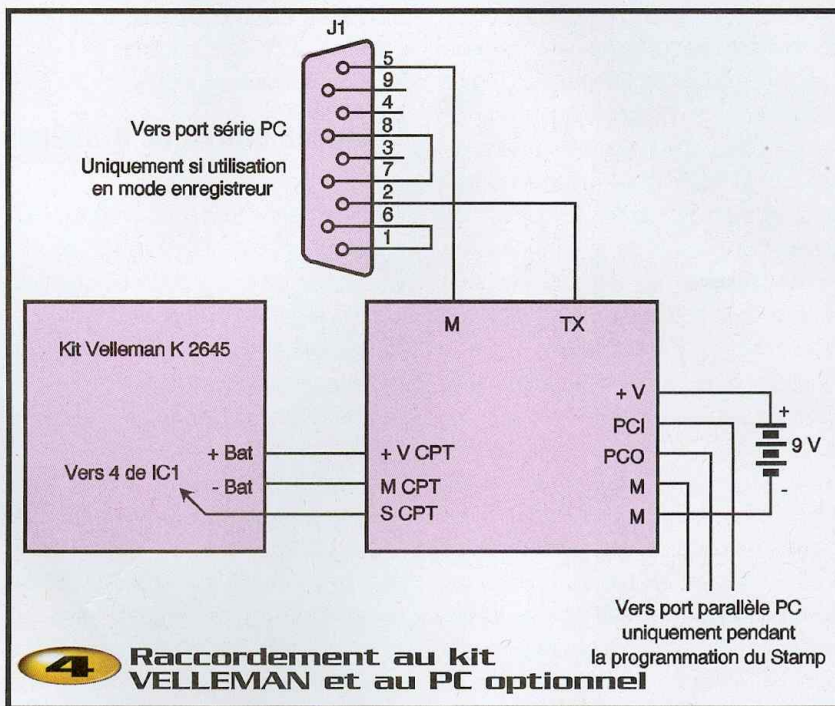 J1
5
9
4
8
3
7
2
6
1
Vers port série PC
Uniquement si utilisation
en mode enregistreur
Kit Velleman K 2645
+ Bat
Vers 4 de IC1
- Bat
M
TX
+ V CPT
M CPT
S CPT
+ V
PCI
PCO
M
M
+
9 V
-
Vers port parallèle PC
uniquement pendant
la programmation du Stamp
4
Raccordement au kit
VELLEMAN et au PC optionnel